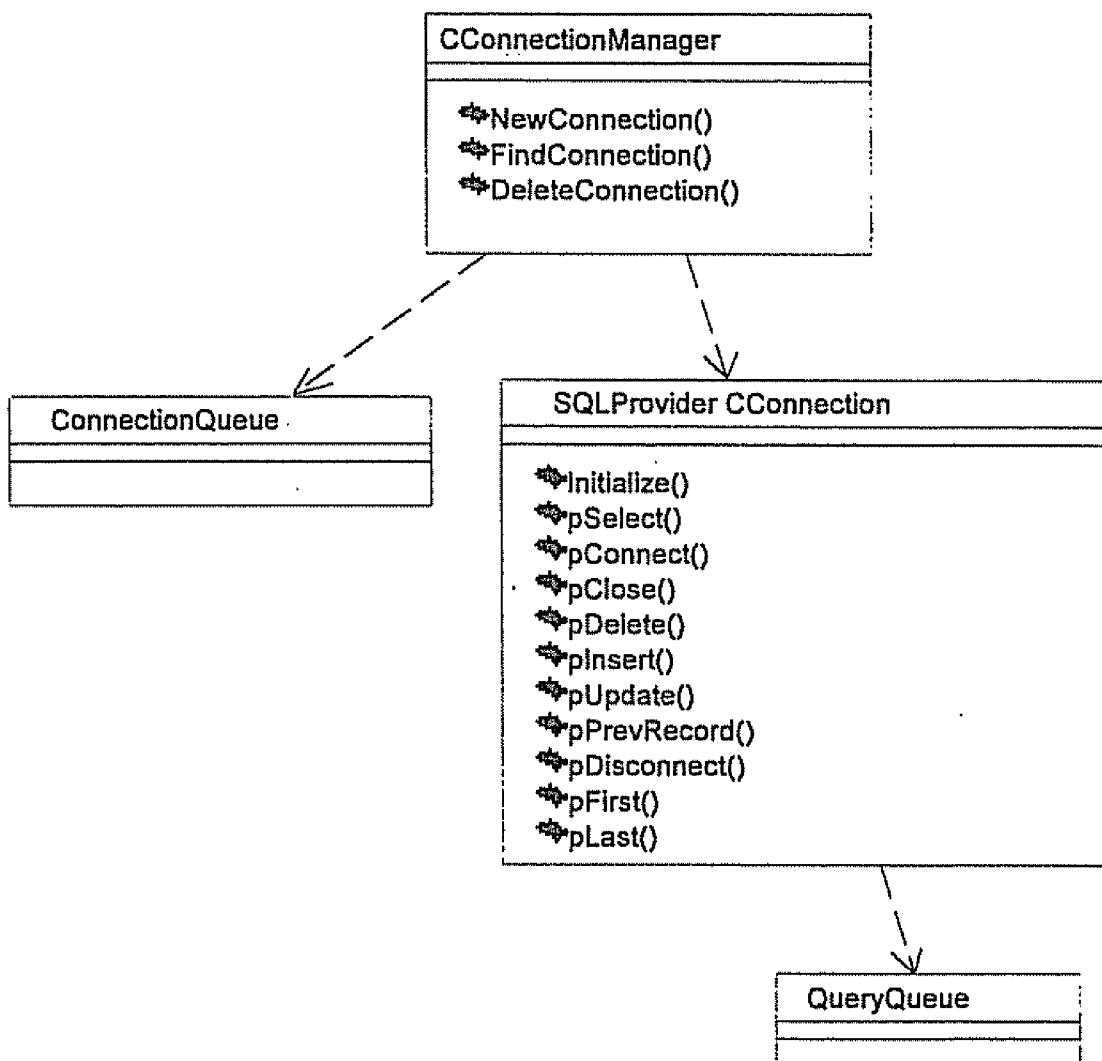 CConnectionManager
NewConnection()
FindConnection()
DeleteConnection()
ConnectionQueue
SQLProvider CConnection
Initialize()
pSelect()
pConnect()
pClose()
pDelete()
pInsert()
pUpdate()
pPrevRecord()
pDisconnect()
pFirst()
pLast()
QueryQueue